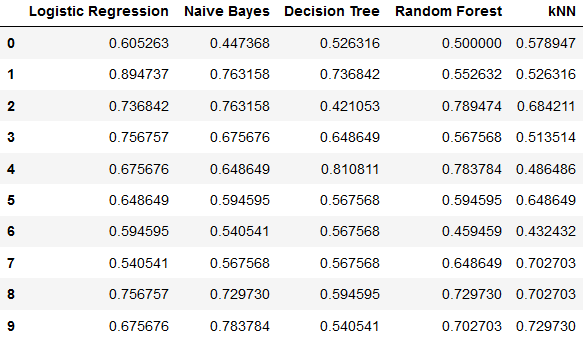 Logistic Regression Naive Bayes Decision Tree Random Forest kNN
0 0.605263 0.447368 0.526316 0.500000 0.578947
1 0.894737 0.763158 0.736842 0.552632 0.526316
2 0.736842 0.763158 0.421053 0.789474 0.684211
3 0.756757 0.675676 0.648649 0.567568 0.513514
4 0.675676 0.648649 0.810811 0.783784 0.486486
5 0.648649 0.594595 0.567568 0.594595 0.648649
6 0.594595 0.540541 0.567568 0.459459 0.432432
7 0.540541 0.567568 0.567568 0.648649 0.702703
8 0.756757 0.729730 0.594595 0.729730 0.702703
9 0.675676 0.783784 0.540541 0.702703 0.729730